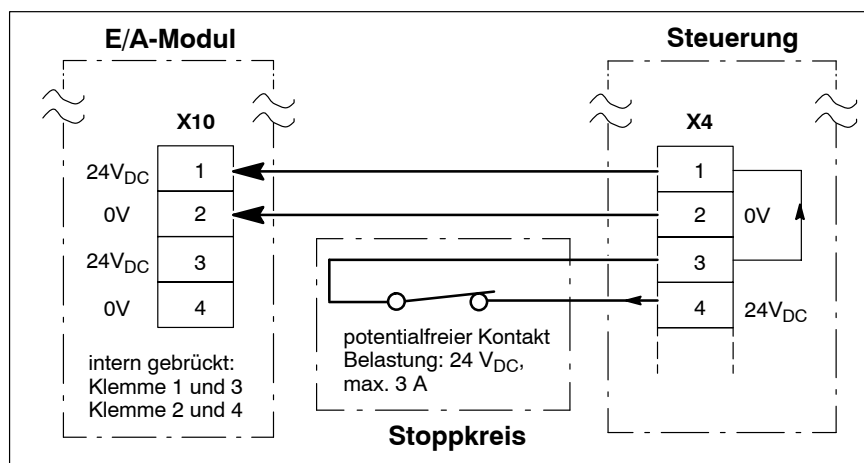 E/A-Modul
Steuerung
X10
X4
24VDC 1
1
0V 2
2 0V
24VDC 3
3
0V 4
4 24VDC
intern gebrückt:
Klemme 1 und 3
Klemme 2 und 4
potentialfreier Kontakt
Belastung: 24 VDC,
max. 3 A
Stoppkreis